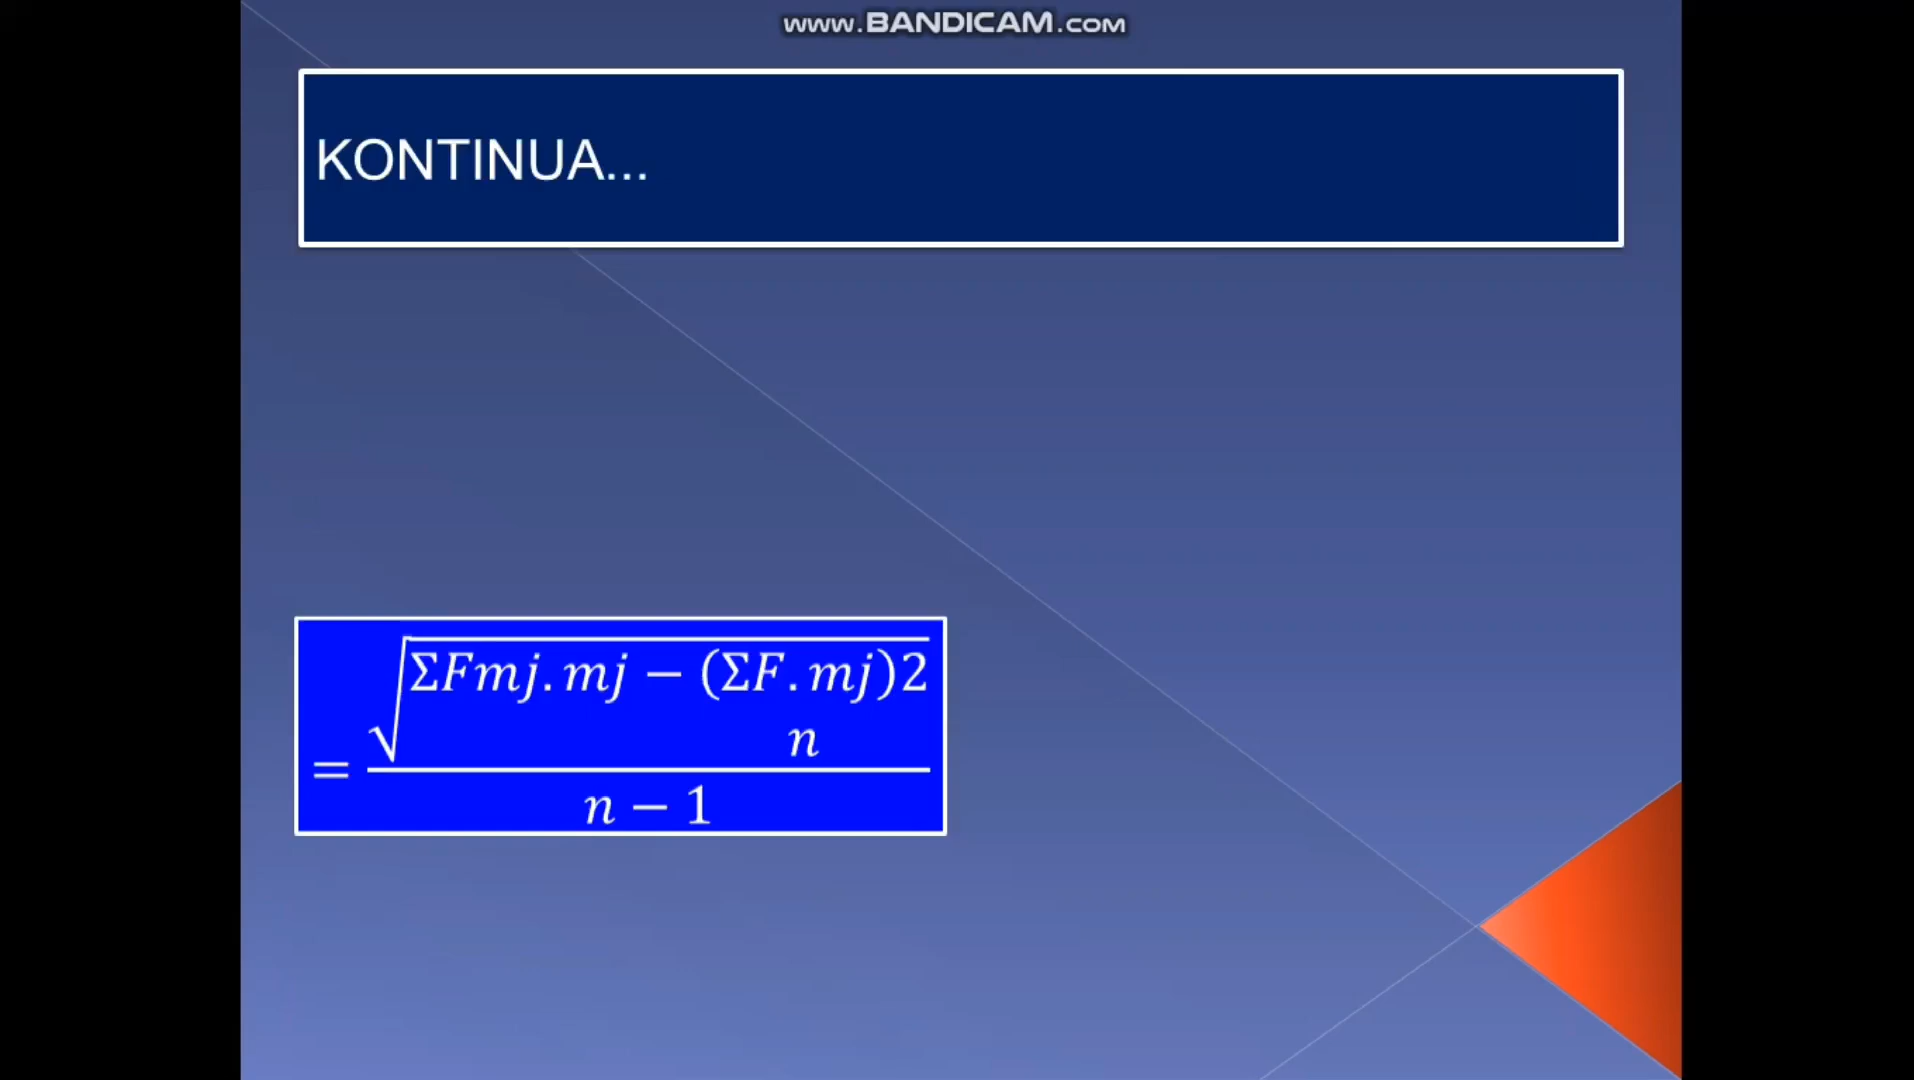 www.BANDICAM.com
KONTINUA...
ΣFmj.mj − (ΣF.mj)2
n
= √
n − 1